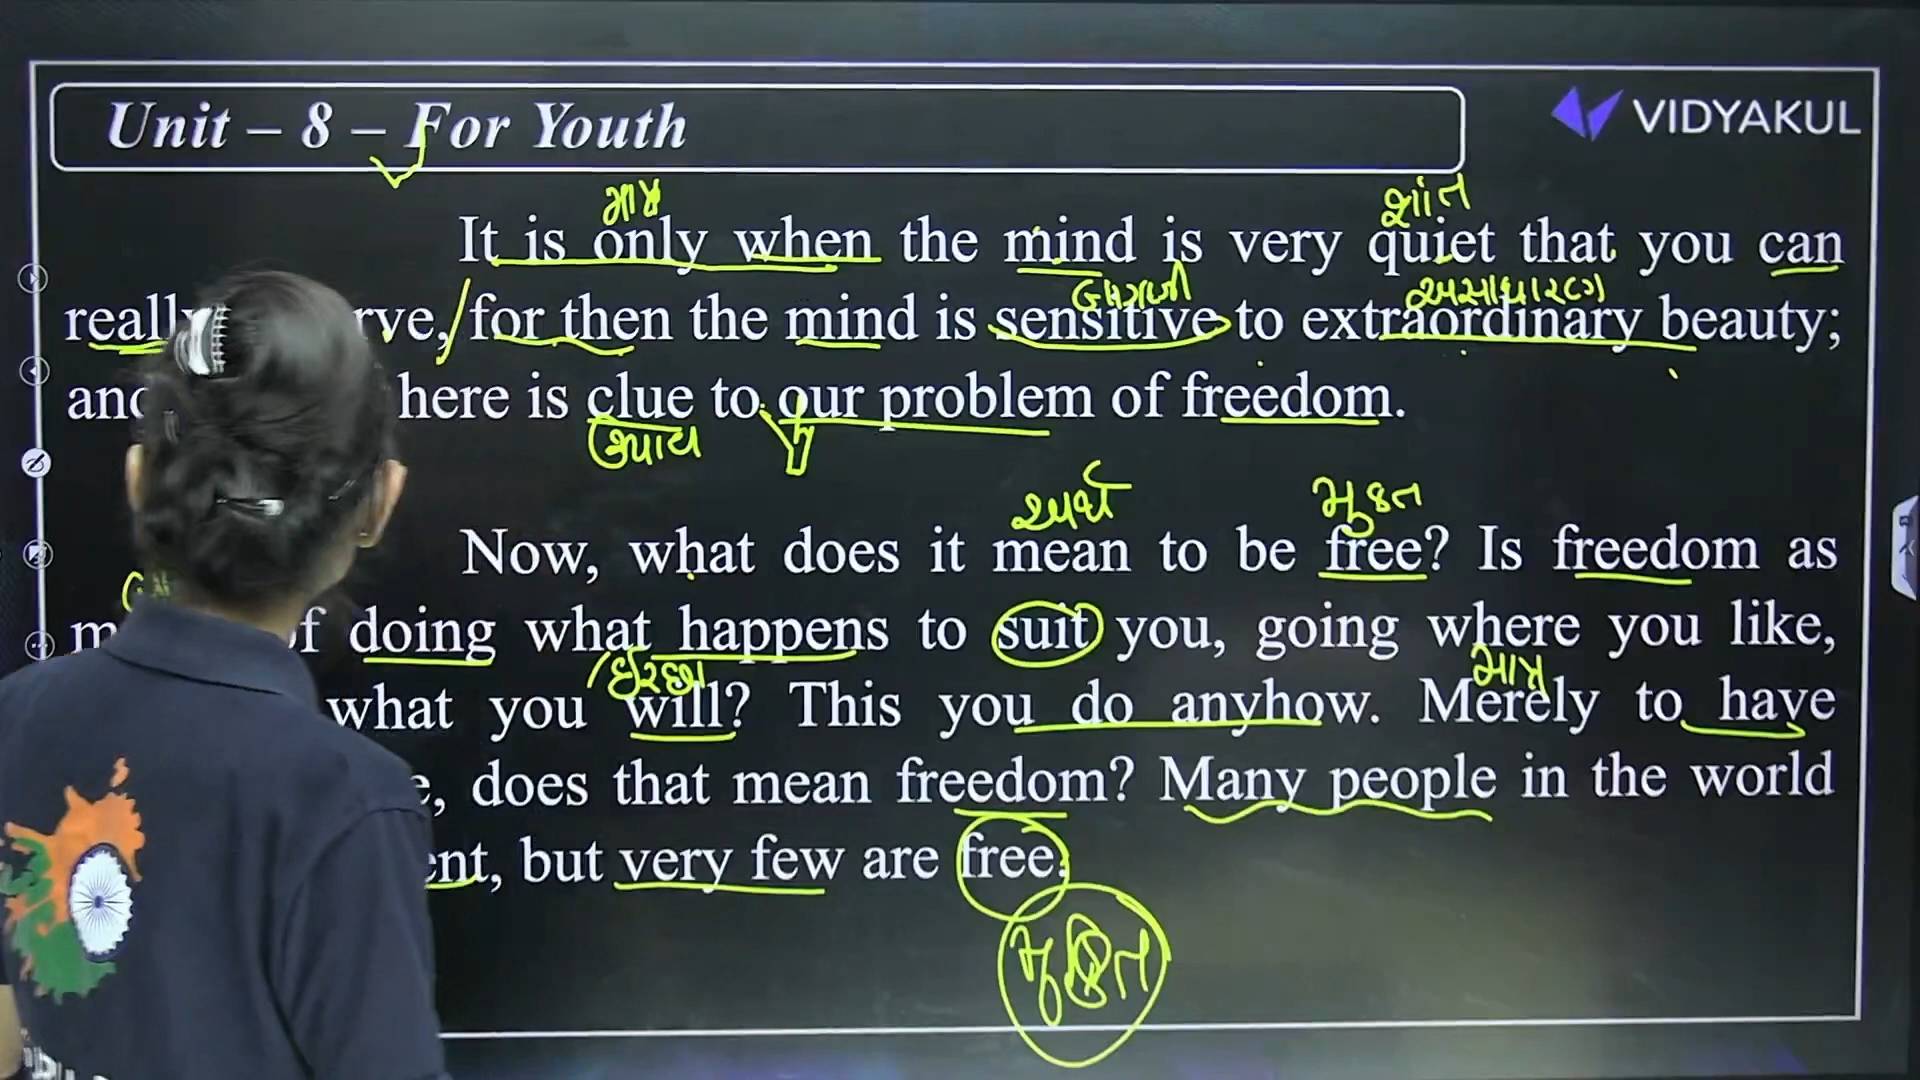 Unit – 8 – For Youth
VIDYAKUL
માત્ર શાંત
It is only when the mind is very quiet that you can
લાગણી અસાધારણ
really rve, for then the mind is sensitive to extraordinary beauty;
and here is clue to our problem of freedom.
ઉપાય
અર્થ મુક્ત
Now, what does it mean to be free? Is freedom as
m of doing what happens to suit you, going where you like,
ઈચ્છા માત્ર
what you will? This you do anyhow. Merely to have
e, does that mean freedom? Many people in the world
ent, but very few are free.